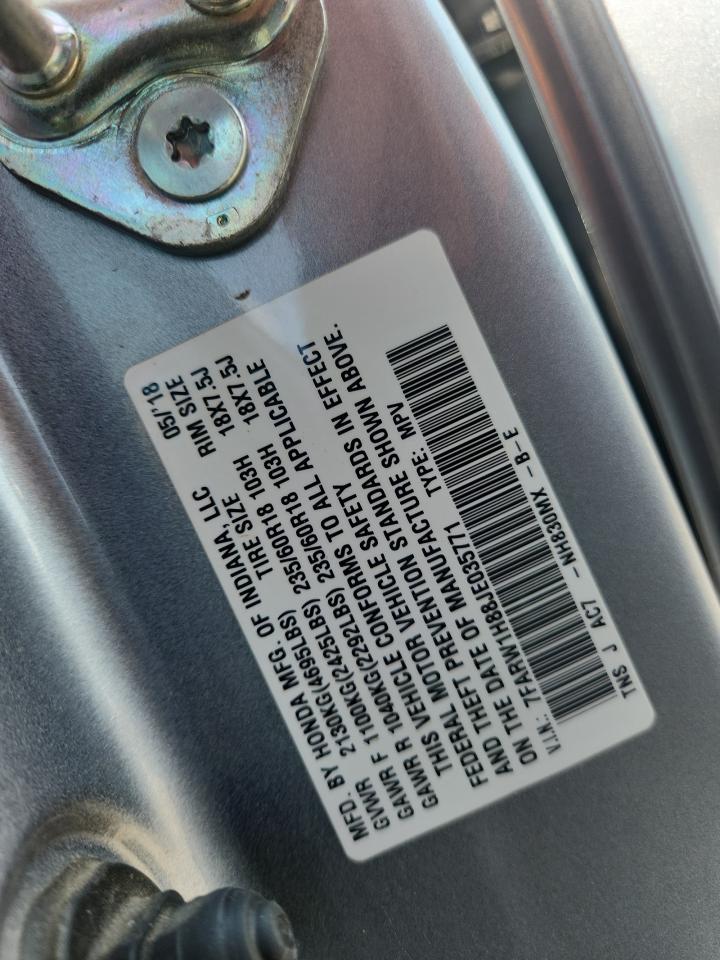 MFD. BY HONDA MFG. OF INDIANA, LLC 05/18
GVWR 2130KG(4695LBS) TIRE SIZE RIM SIZE
GAWR F 1100KG(2425LBS) 235/60R18 103H 18X7.5J
GAWR R 1040KG(2292LBS) 235/60R18 103H 18X7.5J
THIS VEHICLE CONFORMS TO ALL APPLICABLE
FEDERAL MOTOR VEHICLE SAFETY
AND THEFT PREVENTION STANDARDS IN EFFECT
ON THE DATE OF MANUFACTURE SHOWN ABOVE.
V.I.N.: 7FARW1H88JE035771 TYPE: MPV
TNS J AC7 -NH830MX -B-E